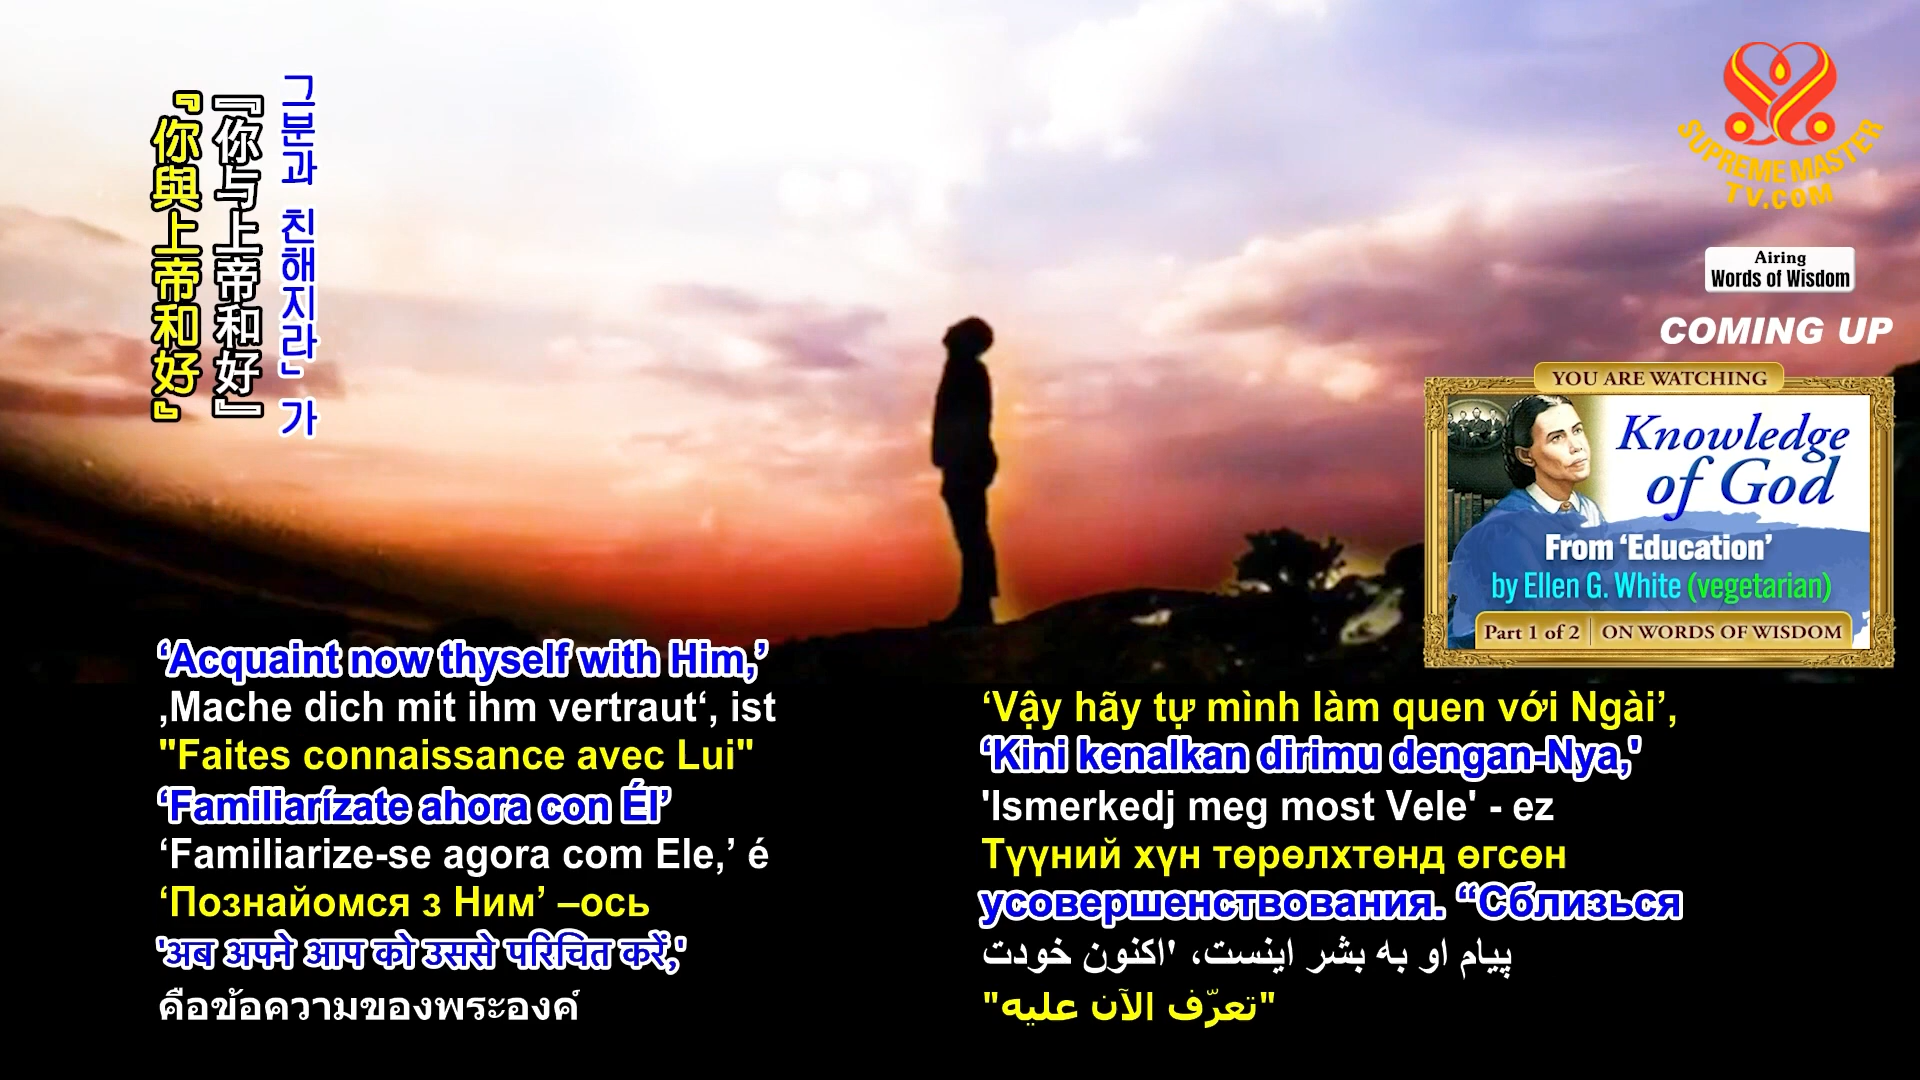 그분과 친해지라」가
『你与上帝和好』
『你與上帝和好』
SUPREME MASTER
TV.COM
Airing
Words of Wisdom
COMING UP
YOU ARE WATCHING
Knowledge
of God
From ‘Education’
by Ellen G. White (vegetarian)
Part 1 of 2 | ON WORDS OF WISDOM
‘Acquaint now thyself with Him,’
‚Mache dich mit ihm vertraut‘, ist
"Faites connaissance avec Lui"
‘Familiarízate ahora con Él’
‘Familiarize-se agora com Ele,’ é
‘Познайомся з Ним’ –ось
'अब अपने आप को उससे परिचित करें,'
คือข้อความของพระองค์
‘Vậy hãy tự mình làm quen với Ngài’,
‘Kini kenalkan dirimu dengan-Nya,'
'Ismerkedj meg most Vele' - ez
Түүний хүн төрөлхтөнд өгсөн
усовершенствования. “Сблизься
پیام او به بشر اینست، 'اکنون خودت
"تعرّف الآن عليه"